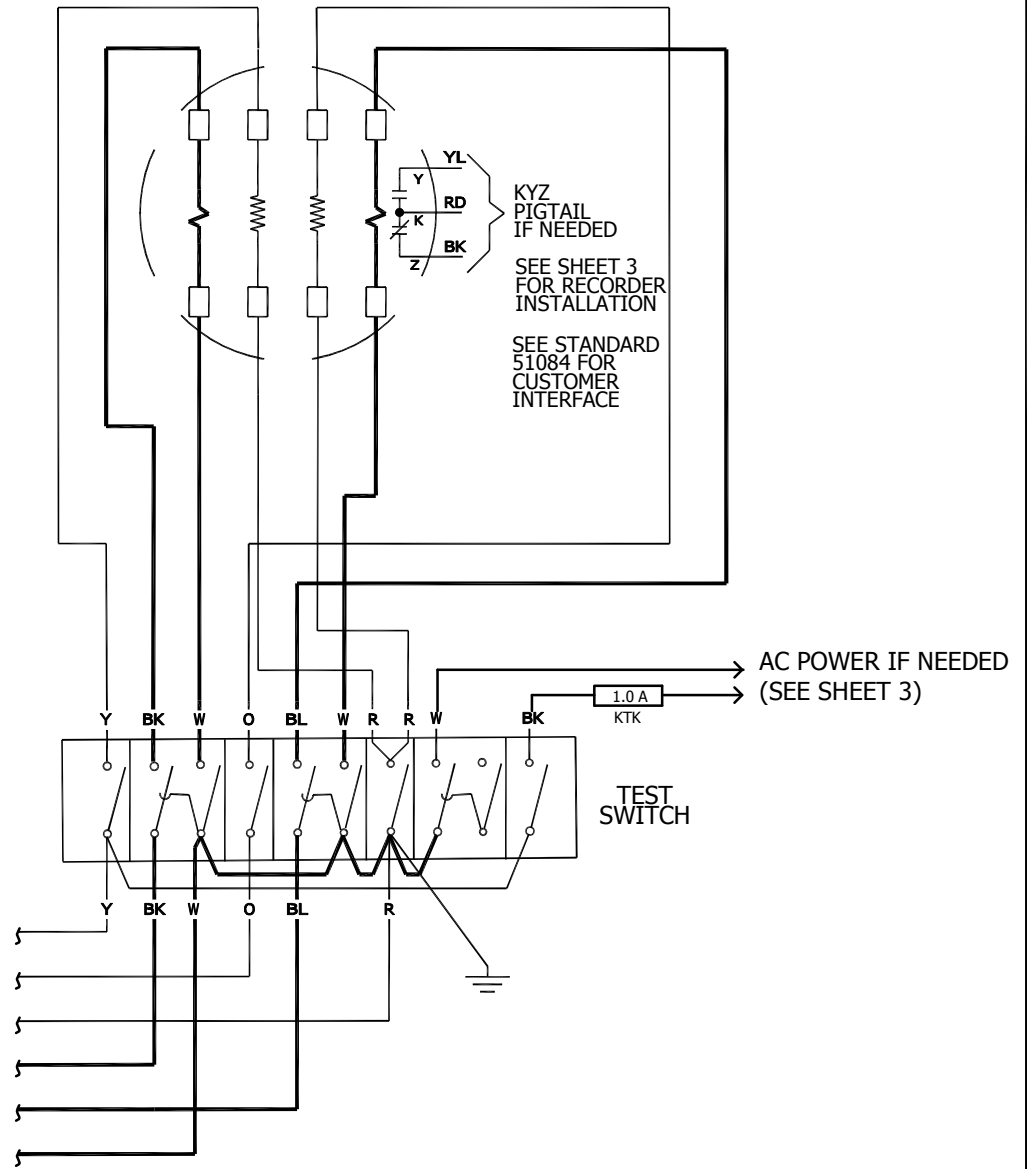 YL
Y
RD
K
BK
Z
KYZ
PIGTAIL
IF NEEDED
SEE SHEET 3
FOR RECORDER
INSTALLATION
SEE STANDARD
51084 FOR
CUSTOMER
INTERFACE
AC POWER IF NEEDED
(SEE SHEET 3)
1.0 A
KTK
Y BK W O BL W R R W BK
TEST
SWITCH
Y BK W O BL R